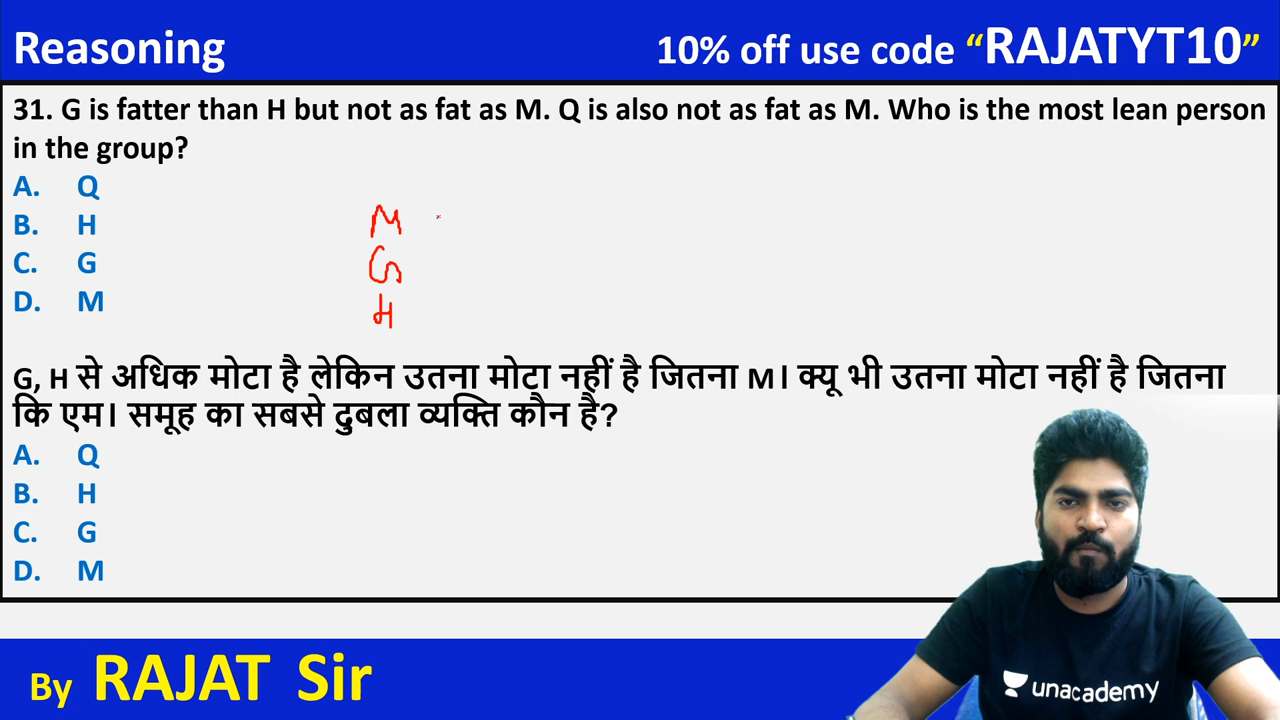 Reasoning
10% off use code “RAJATYT10”
31. G is fatter than H but not as fat as M. Q is also not as fat as M. Who is the most lean person
in the group?
A. Q
B. H
C. G
D. M
M
G
H
G, H से अधिक मोटा है लेकिन उतना मोटा नहीं है जितना M। क्यू भी उतना मोटा नहीं है जितना
कि एम। समूह का सबसे दुबला व्यक्ति कौन है?
A. Q
B. H
C. G
D. M
unacademy
By RAJAT Sir